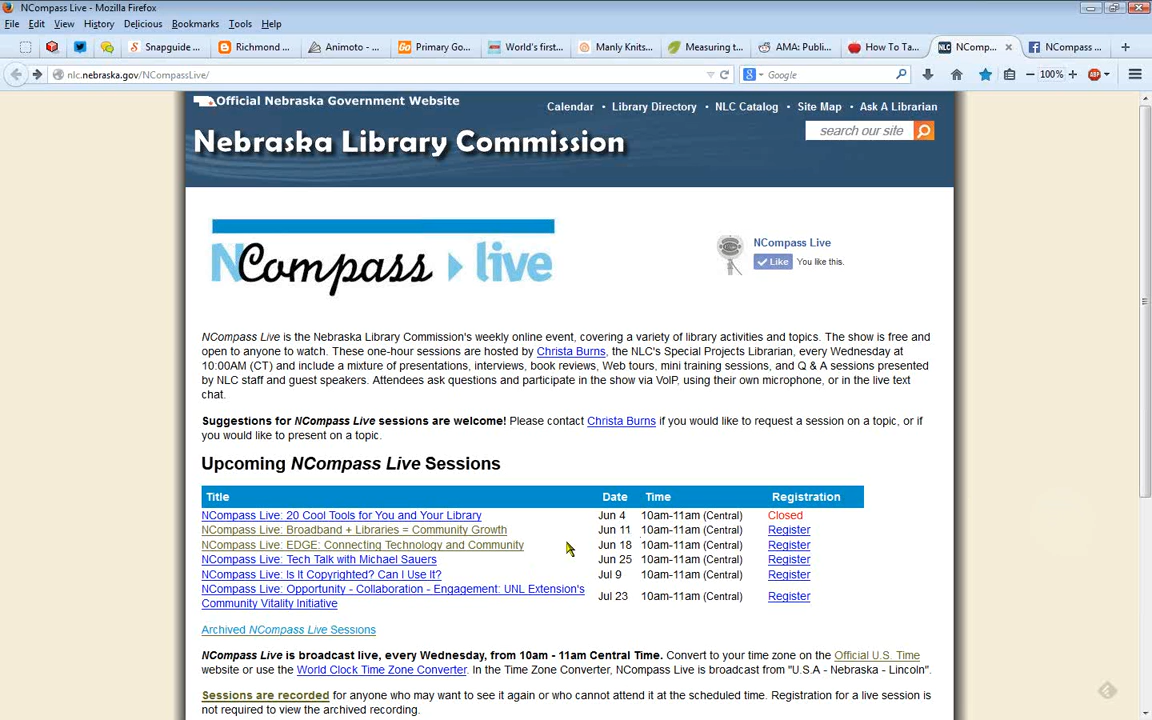 NCompass Live - Mozilla Firefox
File Edit View History Delicious Bookmarks Tools Help
Snapguide ... Richmond ... Animoto - ... Primary Go... World's first... Manly Knits... Measuring t... AMA: Publi... How To Ta... NLC NComp... × NCompass ... +
nlc.nebraska.gov/NCompassLive/ Google 100% ABP
Official Nebraska Government Website
Calendar • Library Directory • NLC Catalog • Site Map • Ask A Librarian
search our site
Nebraska Library Commission
NCompass live
NCompass Live
Like You like this.
NCompass Live is the Nebraska Library Commission's weekly online event, covering a variety of library activities and topics. The show is free and
open to anyone to watch. These one-hour sessions are hosted by Christa Burns, the NLC's Special Projects Librarian, every Wednesday at
10:00AM (CT) and include a mixture of presentations, interviews, book reviews, Web tours, mini training sessions, and Q & A sessions presented
by NLC staff and guest speakers. Attendees ask questions and participate in the show via VoIP, using their own microphone, or in the live text
chat.
Suggestions for NCompass Live sessions are welcome! Please contact Christa Burns if you would like to request a session on a topic, or if
you would like to present on a topic.
Upcoming NCompass Live Sessions
Title Date Time Registration
NCompass Live: 20 Cool Tools for You and Your Library Jun 4 10am-11am (Central) Closed
NCompass Live: Broadband + Libraries = Community Growth Jun 11 10am-11am (Central) Register
NCompass Live: EDGE: Connecting Technology and Community Jun 18 10am-11am (Central) Register
NCompass Live: Tech Talk with Michael Sauers Jun 25 10am-11am (Central) Register
NCompass Live: Is It Copyrighted? Can I Use It? Jul 9 10am-11am (Central) Register
NCompass Live: Opportunity - Collaboration - Engagement: UNL Extension's
Community Vitality Initiative Jul 23 10am-11am (Central) Register
Archived NCompass Live Sessions
NCompass Live is broadcast live, every Wednesday, from 10am - 11am Central Time. Convert to your time zone on the Official U.S. Time
website or use the World Clock Time Zone Converter. In the Time Zone Converter, NCompass Live is broadcast from "U.S.A - Nebraska - Lincoln".
Sessions are recorded for anyone who may want to see it again or who cannot attend it at the scheduled time. Registration for a live session is
not required to view the archived recording.